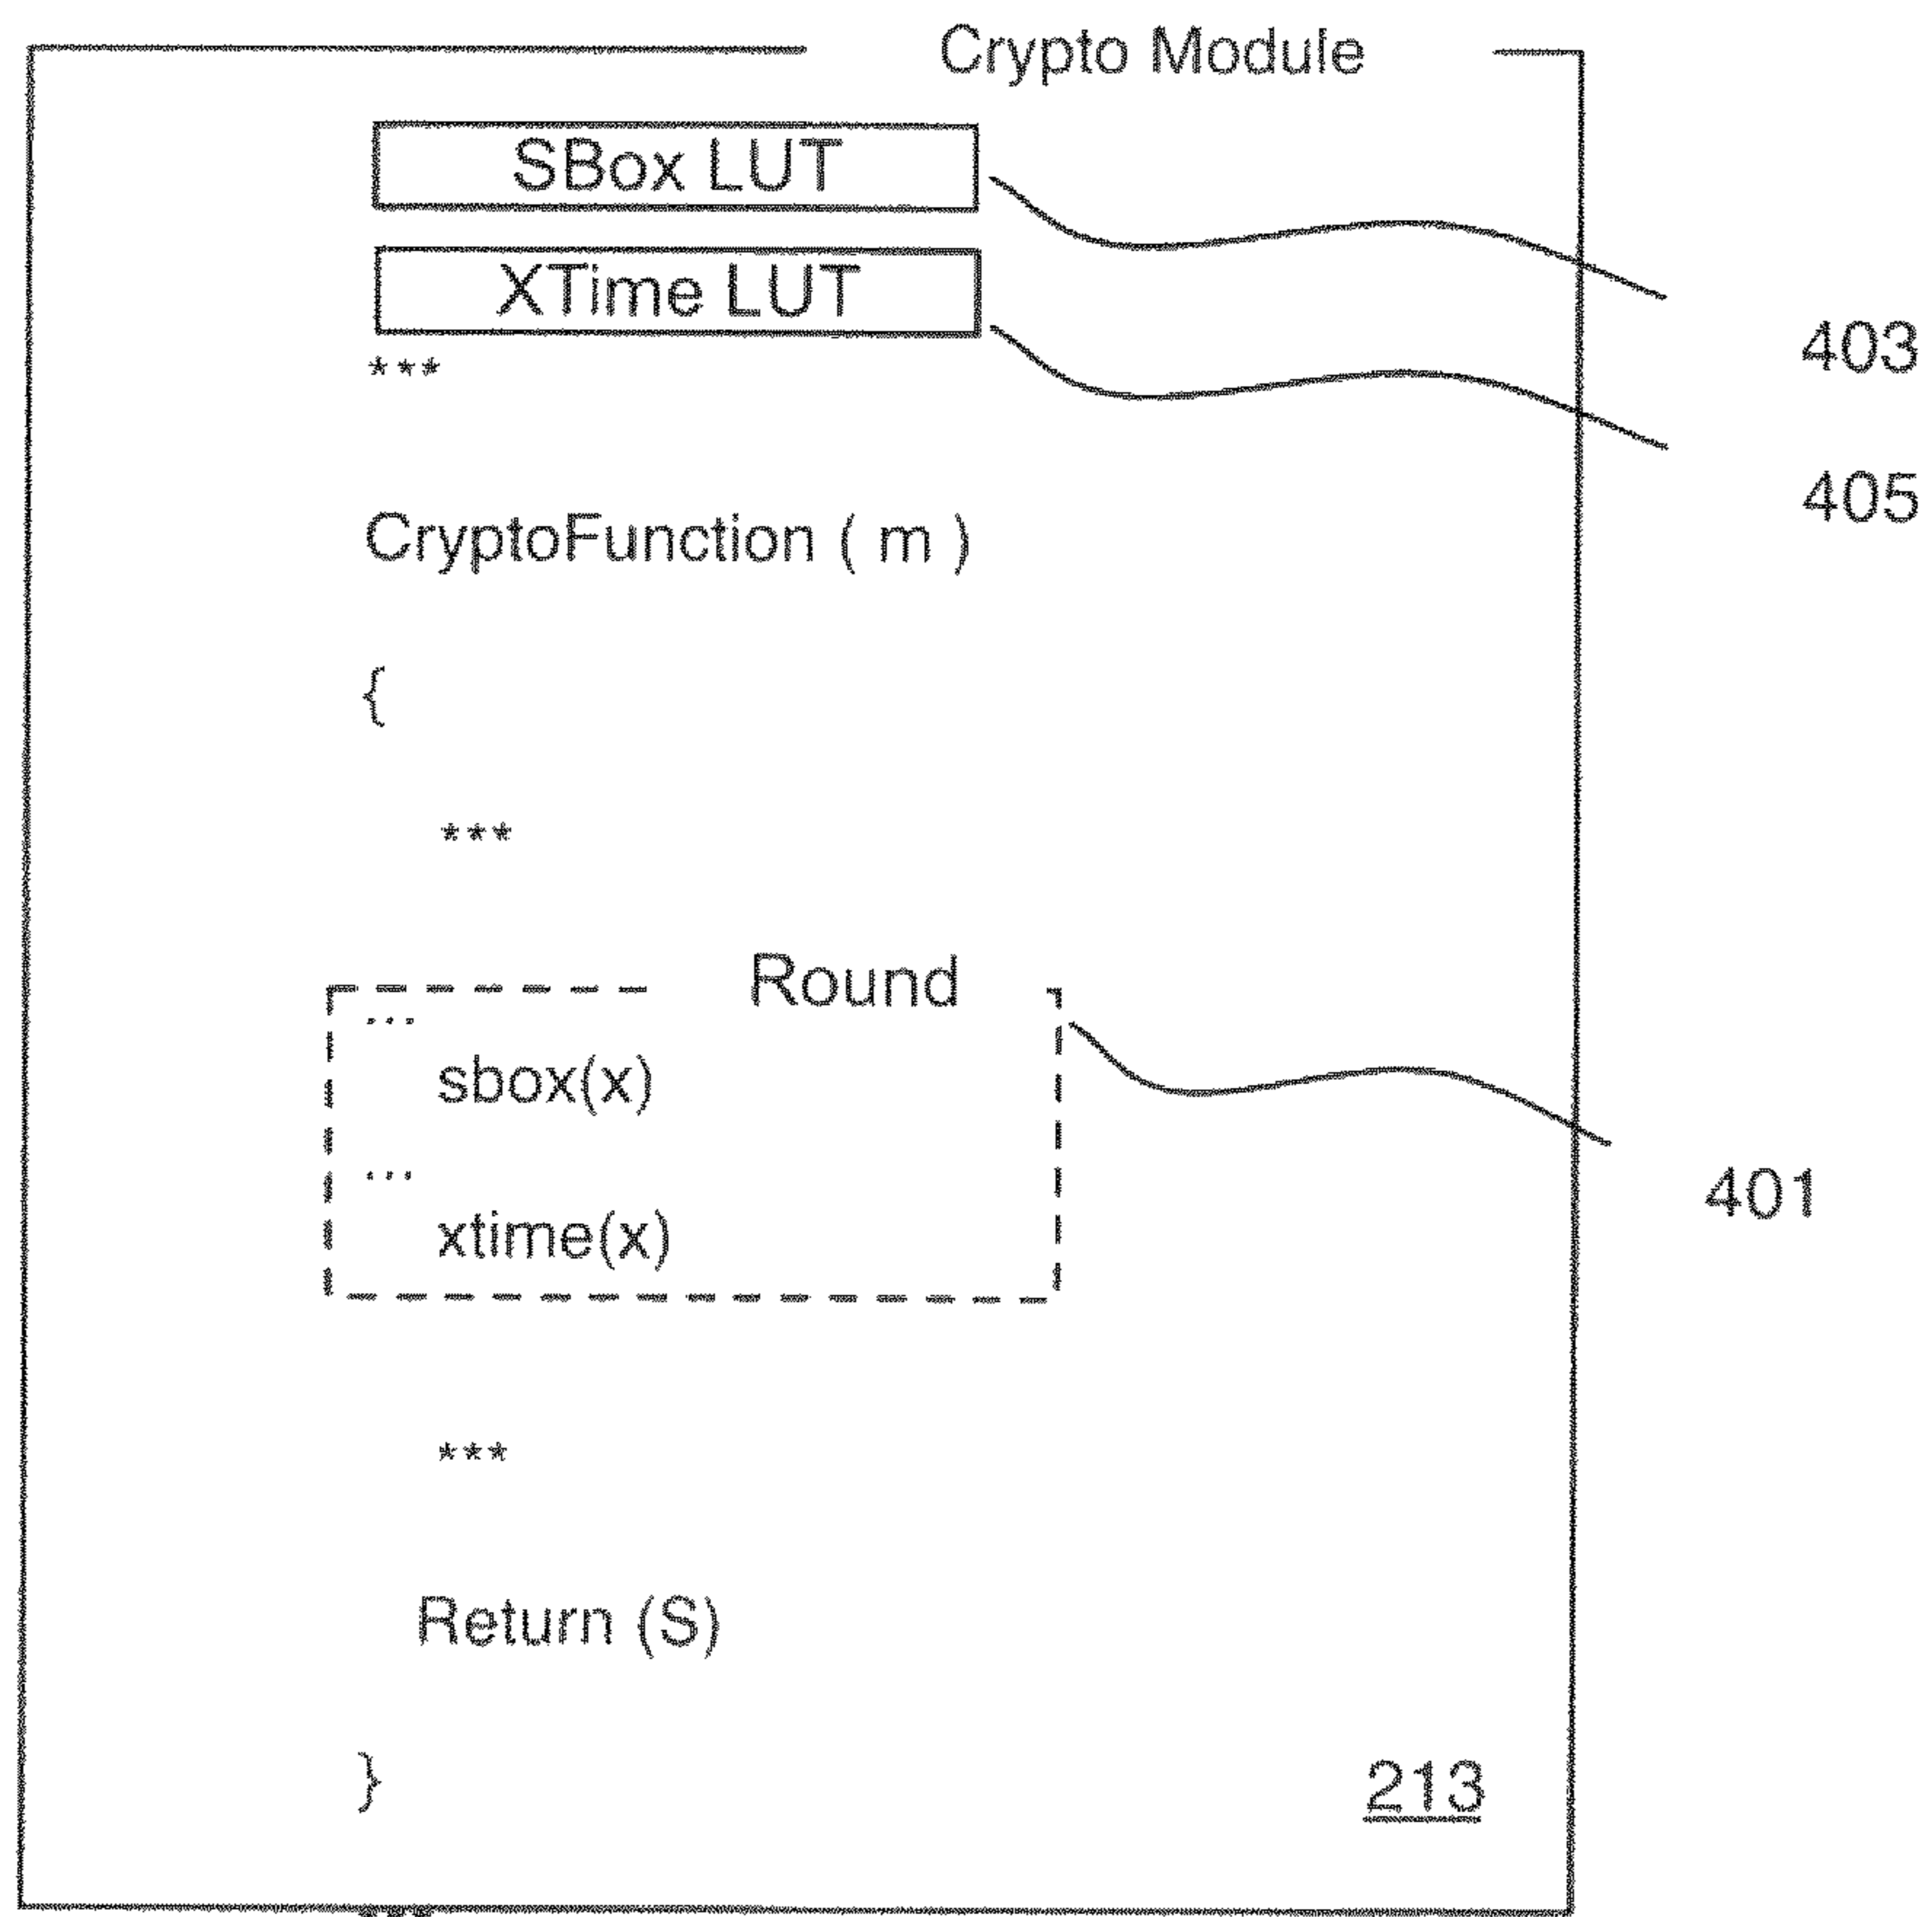 Crypto Module
SBox LUT
XTime LUT
403
***
405
CryptoFunction ( m )
{
***
Round
...
sbox(x)
...
401
xtime(x)
***
Return (S)
}
213
***